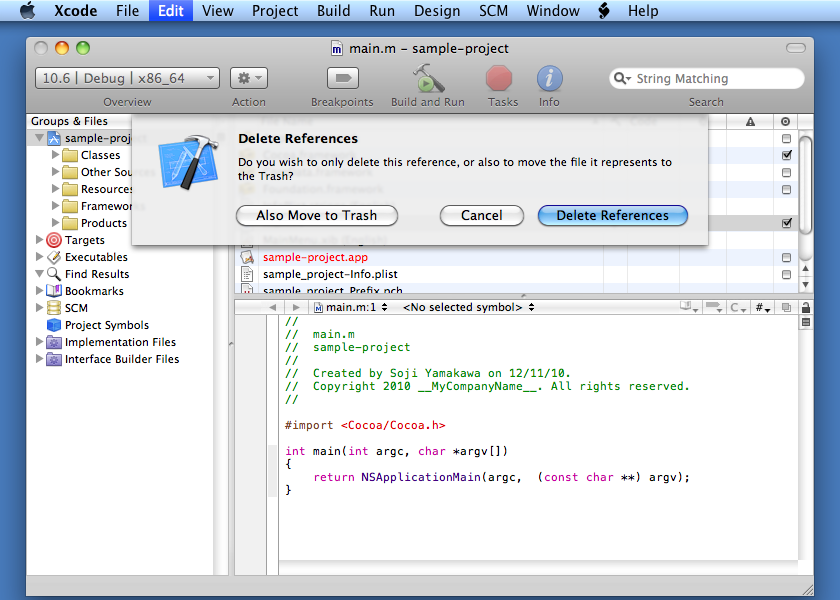 Xcode File Edit View Project Build Run Design SCM Window Help
main.m – sample-project
10.6 | Debug | x86_64
String Matching
Overview Action Breakpoints Build and Run Tasks Info Search
Groups & Files
sample-proj
Classes
Other Sou
Resources
Framewor
Products
Targets
Executables
Find Results
Bookmarks
SCM
Project Symbols
Implementation Files
Interface Builder Files
Delete References
Do you wish to only delete this reference, or also to move the file it represents to
the Trash?
Also Move to Trash Cancel Delete References
sample-project.app
sample_project-Info.plist
sample_project_Prefix.pch
main.m:1 <No selected symbol> C #
//
// main.m
// sample-project
//
// Created by Soji Yamakawa on 12/11/10.
// Copyright 2010 __MyCompanyName__. All rights reserved.
//
#import <Cocoa/Cocoa.h>
int main(int argc, char *argv[])
{
return NSApplicationMain(argc, (const char **) argv);
}